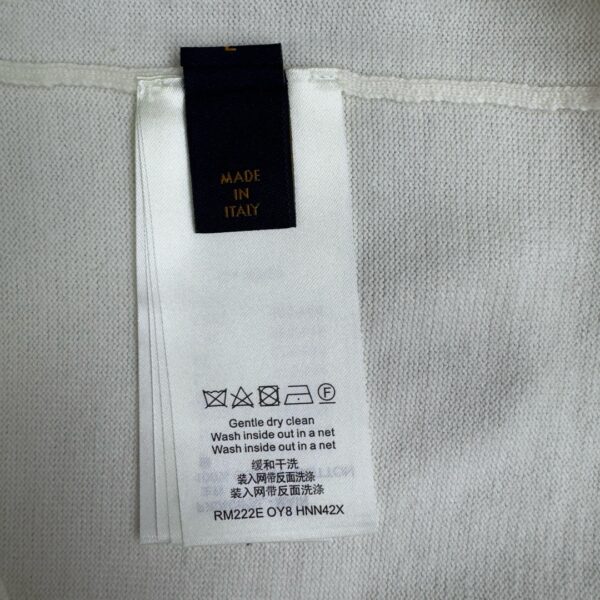 MADE
IN
ITALY
Gentle dry clean
Wash inside out in a net
Wash inside out in a net
缓和干洗
装入网带反面洗涤
装入网带反面洗涤
RM222E OY8 HNN42X